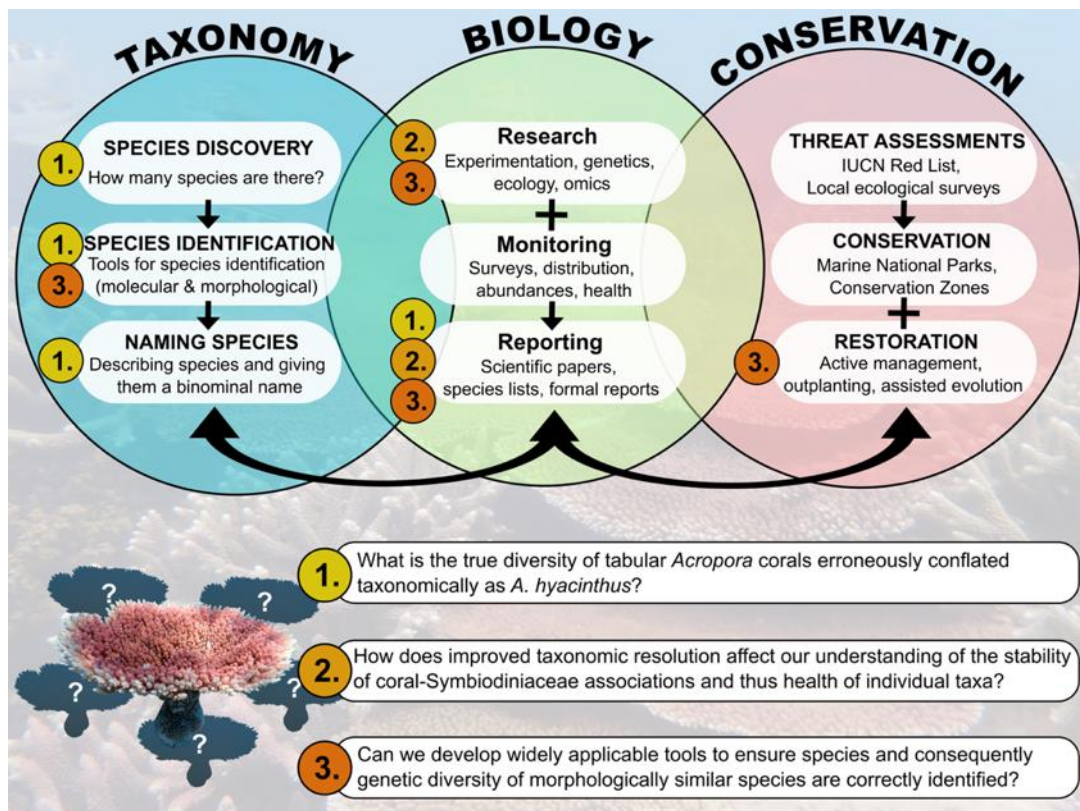 TAXONOMY
BIOLOGY
CONSERVATION
1.
SPECIES DISCOVERY
How many species are there?
1.
3.
SPECIES IDENTIFICATION
Tools for species identification
(molecular & morphological)
1.
NAMING SPECIES
Describing species and giving
them a binominal name
2.
3.
Research
Experimentation, genetics,
ecology, omics
+
Monitoring
Surveys, distribution,
abundances, health
1.
2.
3.
Reporting
Scientific papers,
species lists, formal reports
THREAT ASSESSMENTS
IUCN Red List,
Local ecological surveys
CONSERVATION
Marine National Parks,
Conservation Zones
+
3.
RESTORATION
Active management,
outplanting, assisted evolution
?
?
?
?
?
1.
What is the true diversity of tabular Acropora corals erroneously conflated
taxonomically as A. hyacinthus?
2.
How does improved taxonomic resolution affect our understanding of the stability
of coral-Symbiodiniaceae associations and thus health of individual taxa?
3.
Can we develop widely applicable tools to ensure species and consequently
genetic diversity of morphologically similar species are correctly identified?